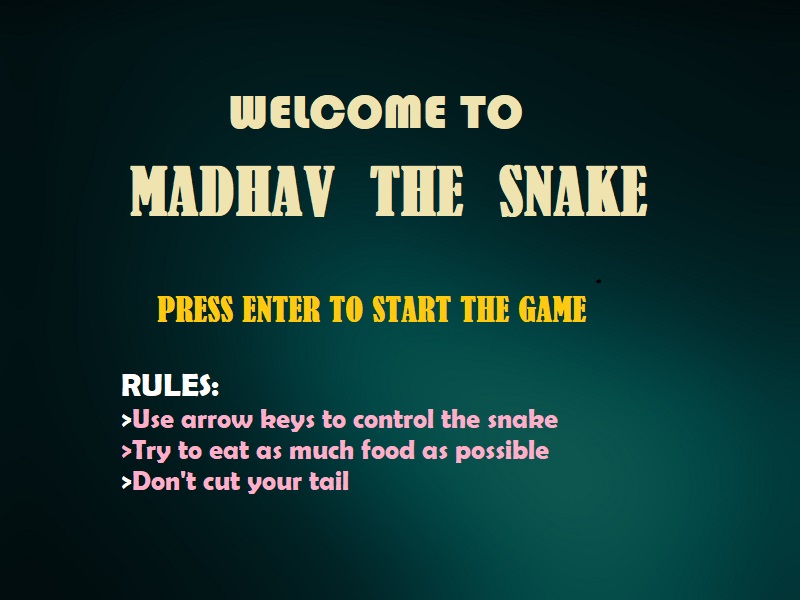 WELCOME TO
MADHAV THE SNAKE
PRESS ENTER TO START THE GAME
RULES:
>Use arrow keys to control the snake
>Try to eat as much food as possible
>Don't cut your tail